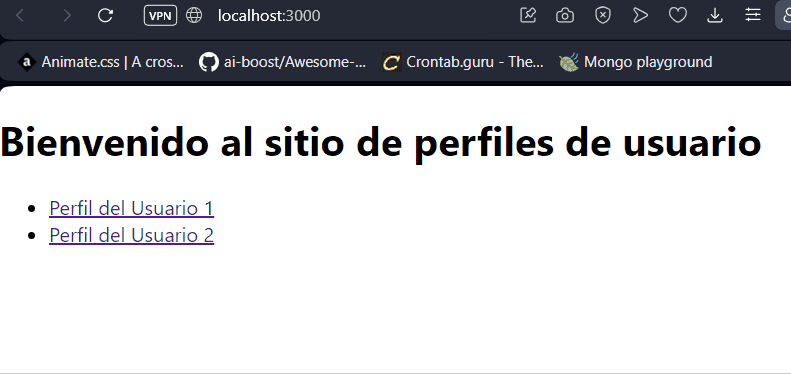 VPN localhost:3000
Animate.css | A cros... ai-boost/Awesome-... Crontab.guru - The... Mongo playground
Bienvenido al sitio de perfiles de usuario
Perfil del Usuario 1
Perfil del Usuario 2